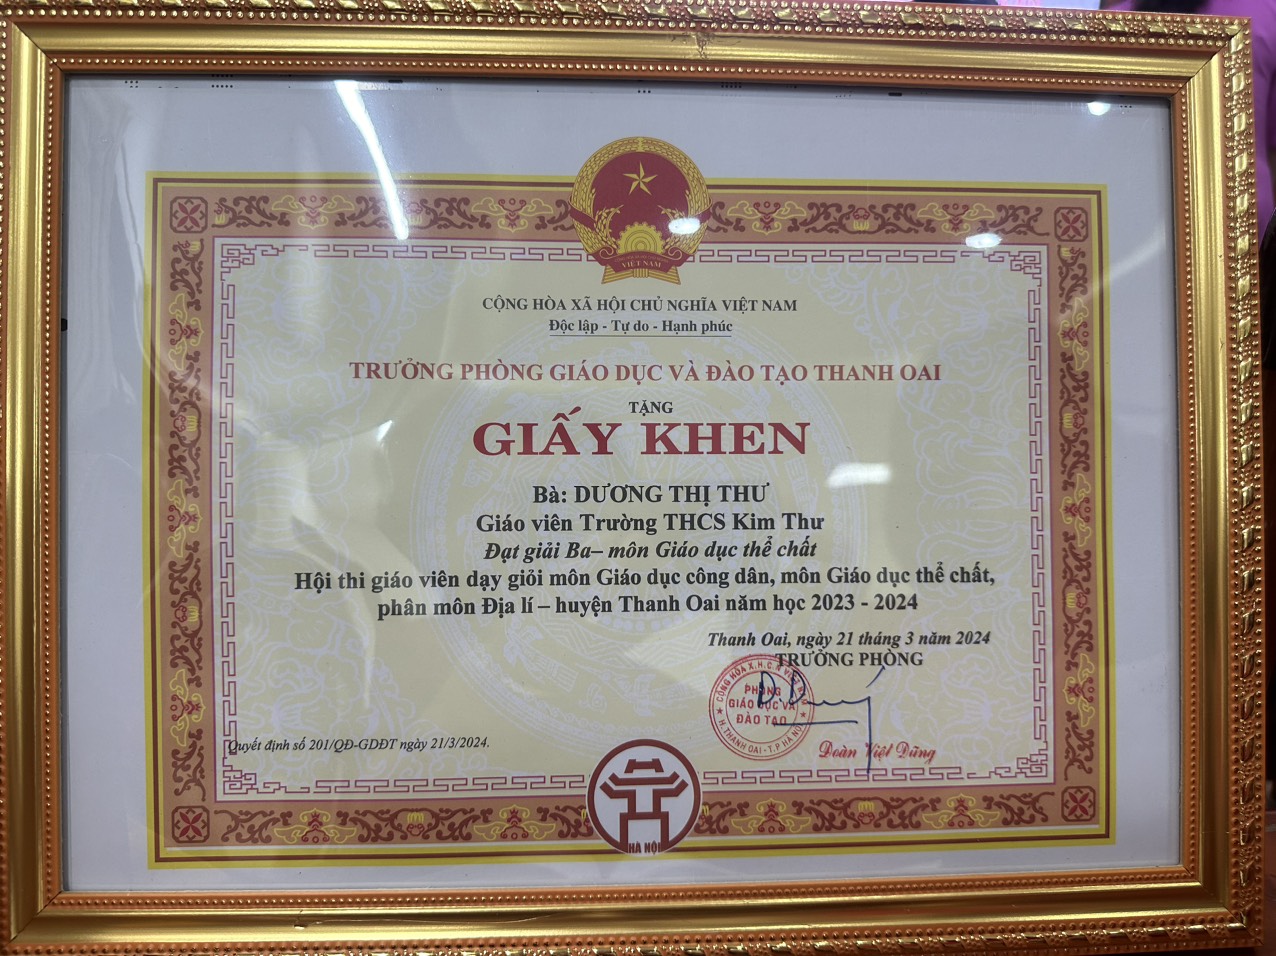 VIỆT NAM
CỘNG HÒA XÃ HỘI CHỦ NGHĨA VIỆT NAM
Độc lập - Tự do - Hạnh phúc
TRƯỞNG PHÒNG GIÁO DỤC VÀ ĐÀO TẠO THANH OAI
TẶNG
GIẤY KHEN
Bà: DƯƠNG THỊ THƯ
Giáo viên Trường THCS Kim Thư
Đạt giải Ba– môn Giáo dục thể chất
Hội thi giáo viên dạy giỏi môn Giáo dục công dân, môn Giáo dục thể chất,
phân môn Địa lí – huyện Thanh Oai năm học 2023 - 2024
Thanh Oai, ngày 21 tháng 3 năm 2024
TRƯỞNG PHÒNG
PHÒNG
GIÁO DỤC VÀ
ĐÀO TẠO
H.THANH OAI-T.P HÀ NỘI
Đoàn Việt Dũng
Quyết định số 201/QĐ-GDĐT ngày 21/3/2024.
HÀ NỘI